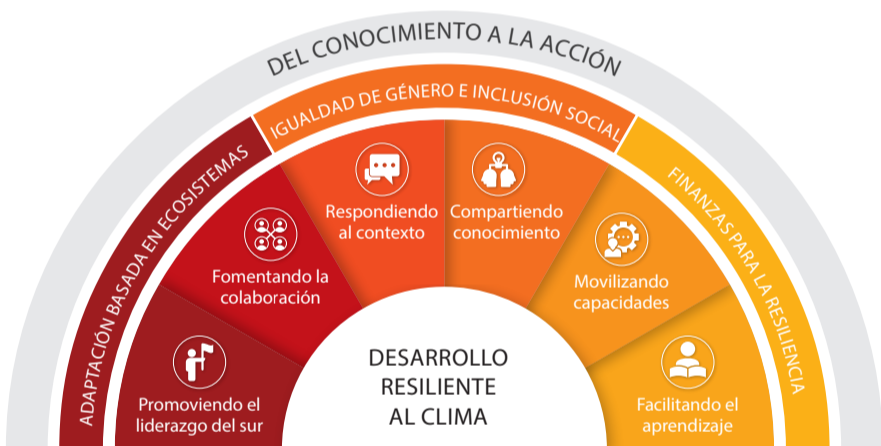 DEL CONOCIMIENTO A LA ACCIÓN
ADAPTACIÓN BASADA EN ECOSISTEMAS
IGUALDAD DE GÉNERO E INCLUSIÓN SOCIAL
FINANZAS PARA LA RESILIENCIA
Promoviendo el
liderazgo del sur
Fomentando la
colaboración
Respondiendo
al contexto
Compartiendo
conocimiento
Movilizando
capacidades
Facilitando el
aprendizaje
DESARROLLO
RESILIENTE
AL CLIMA